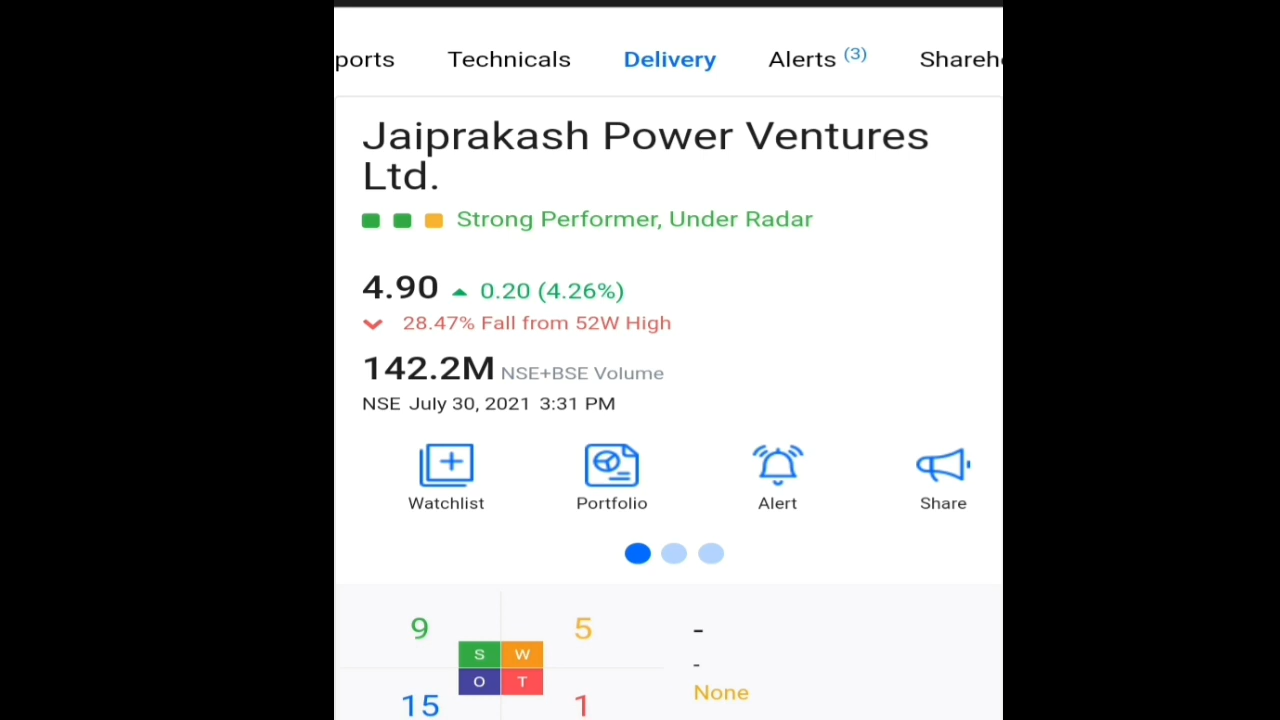 ports Technicals Delivery Alerts (3) Shareh
Jaiprakash Power Ventures
Ltd.
Strong Performer, Under Radar
4.90 0.20 (4.26%)
28.47% Fall from 52W High
142.2M NSE+BSE Volume
NSE July 30, 2021 3:31 PM
Watchlist Portfolio Alert Share
9 5 -
S W
-
O T
None
15 1